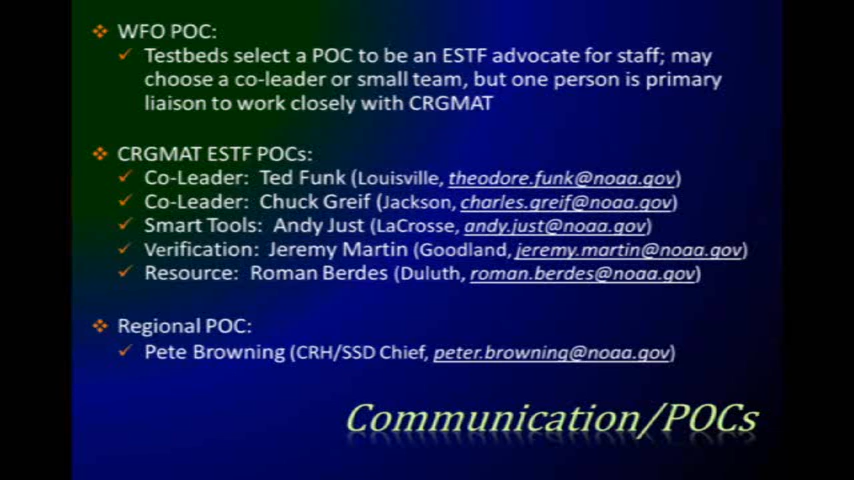 WFO POC:
Testbeds select a POC to be an ESTF advocate for staff; may
choose a co-leader or small team, but one person is primary
liaison to work closely with CRGMAT
CRGMAT ESTF POCs:
Co-Leader: Ted Funk (Louisville, theodore.funk@noaa.gov)
Co-Leader: Chuck Greif (Jackson, charles.greif@noaa.gov)
Smart Tools: Andy Just (LaCrosse, andy.just@noaa.gov)
Verification: Jeremy Martin (Goodland, jeremy.martin@noaa.gov)
Resource: Roman Berdes (Duluth, roman.berdes@noaa.gov)
Regional POC:
Pete Browning (CRH/SSD Chief, peter.browning@noaa.gov)
Communication/POCs